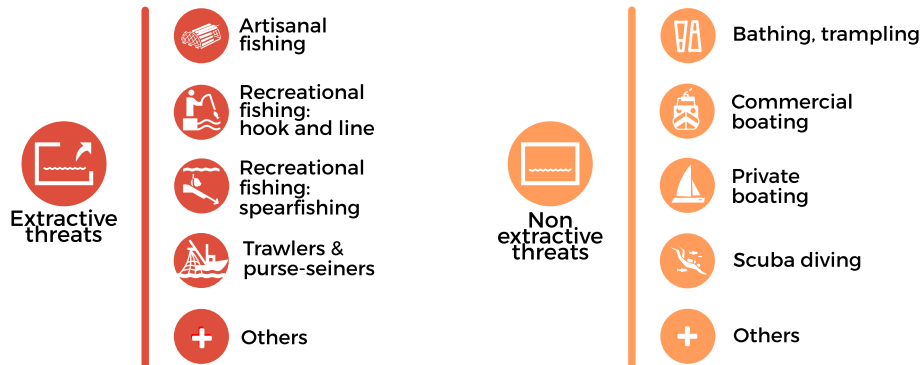 Extractive
threats
Artisanal
fishing
Recreational
fishing:
hook and line
Recreational
fishing:
spearfishing
Trawlers &
purse-seiners
Others
Non
extractive
threats
Bathing, trampling
Commercial
boating
Private
boating
Scuba diving
Others